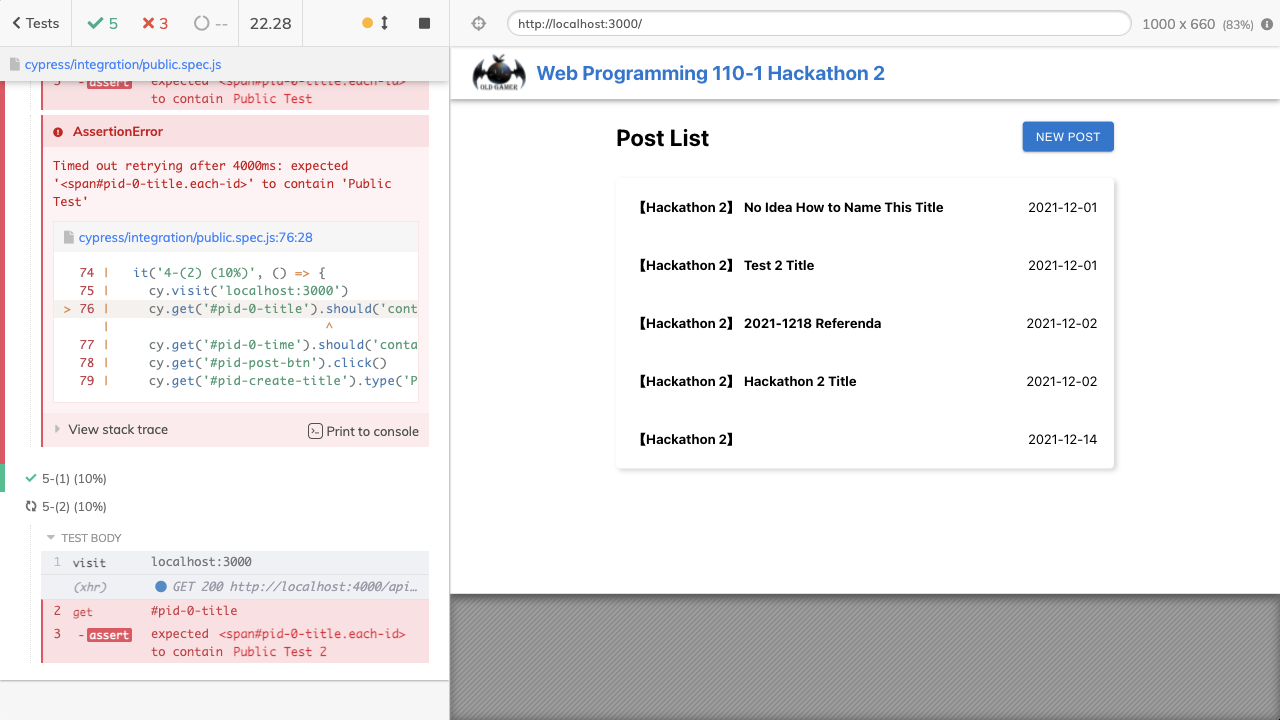 Tests
5
3
--
22.28
http://localhost:3000/
1000 x 660 (83%)
cypress/integration/public.spec.js
3 - assert expected <span#pid-0-title.each-id>
to contain Public Test
AssertionError
Timed out retrying after 4000ms: expected
'<span#pid-0-title.each-id>' to contain 'Public
Test'
cypress/integration/public.spec.js:76:28
74 | it('4-(2) (10%)', () => {
75 | cy.visit('localhost:3000')
> 76 | cy.get('#pid-0-title').should('cont
| ^
77 | cy.get('#pid-0-time').should('conta
78 | cy.get('#pid-post-btn').click()
79 | cy.get('#pid-create-title').type('P
View stack trace
Print to console
5-(1) (10%)
5-(2) (10%)
TEST BODY
1 visit localhost:3000
(xhr) GET 200 http://localhost:4000/api…
2 get #pid-0-title
3 - assert expected <span#pid-0-title.each-id>
to contain Public Test 2
OLD GAMER
Web Programming 110-1 Hackathon 2
Post List
NEW POST
【Hackathon 2】 No Idea How to Name This Title 2021-12-01
【Hackathon 2】 Test 2 Title 2021-12-01
【Hackathon 2】 2021-1218 Referenda 2021-12-02
【Hackathon 2】 Hackathon 2 Title 2021-12-02
【Hackathon 2】 2021-12-14